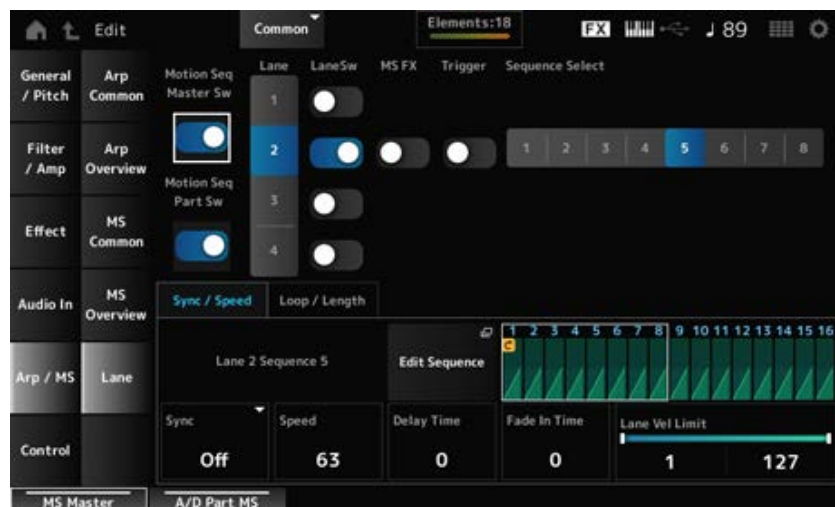 Edit
Common
Elements:18
FX
♩ 89
General / Pitch
Arp Common
Motion Seq Master Sw
Lane
LaneSw
MS FX
Trigger
Sequence Select
1
Filter / Amp
Arp Overview
2
1 2 3 4 5 6 7 8
Motion Seq Part Sw
3
Effect
MS Common
4
Audio In
MS Overview
Sync / Speed
Loop / Length
Arp / MS
Lane
Lane 2 Sequence 5
Edit Sequence
1 2 3 4 5 6 7 8 9 10 11 12 13 14 15 16
C
Control
Sync
Off
Speed
63
Delay Time
0
Fade In Time
0
Lane Vel Limit
1
127
MS Master
A/D Part MS